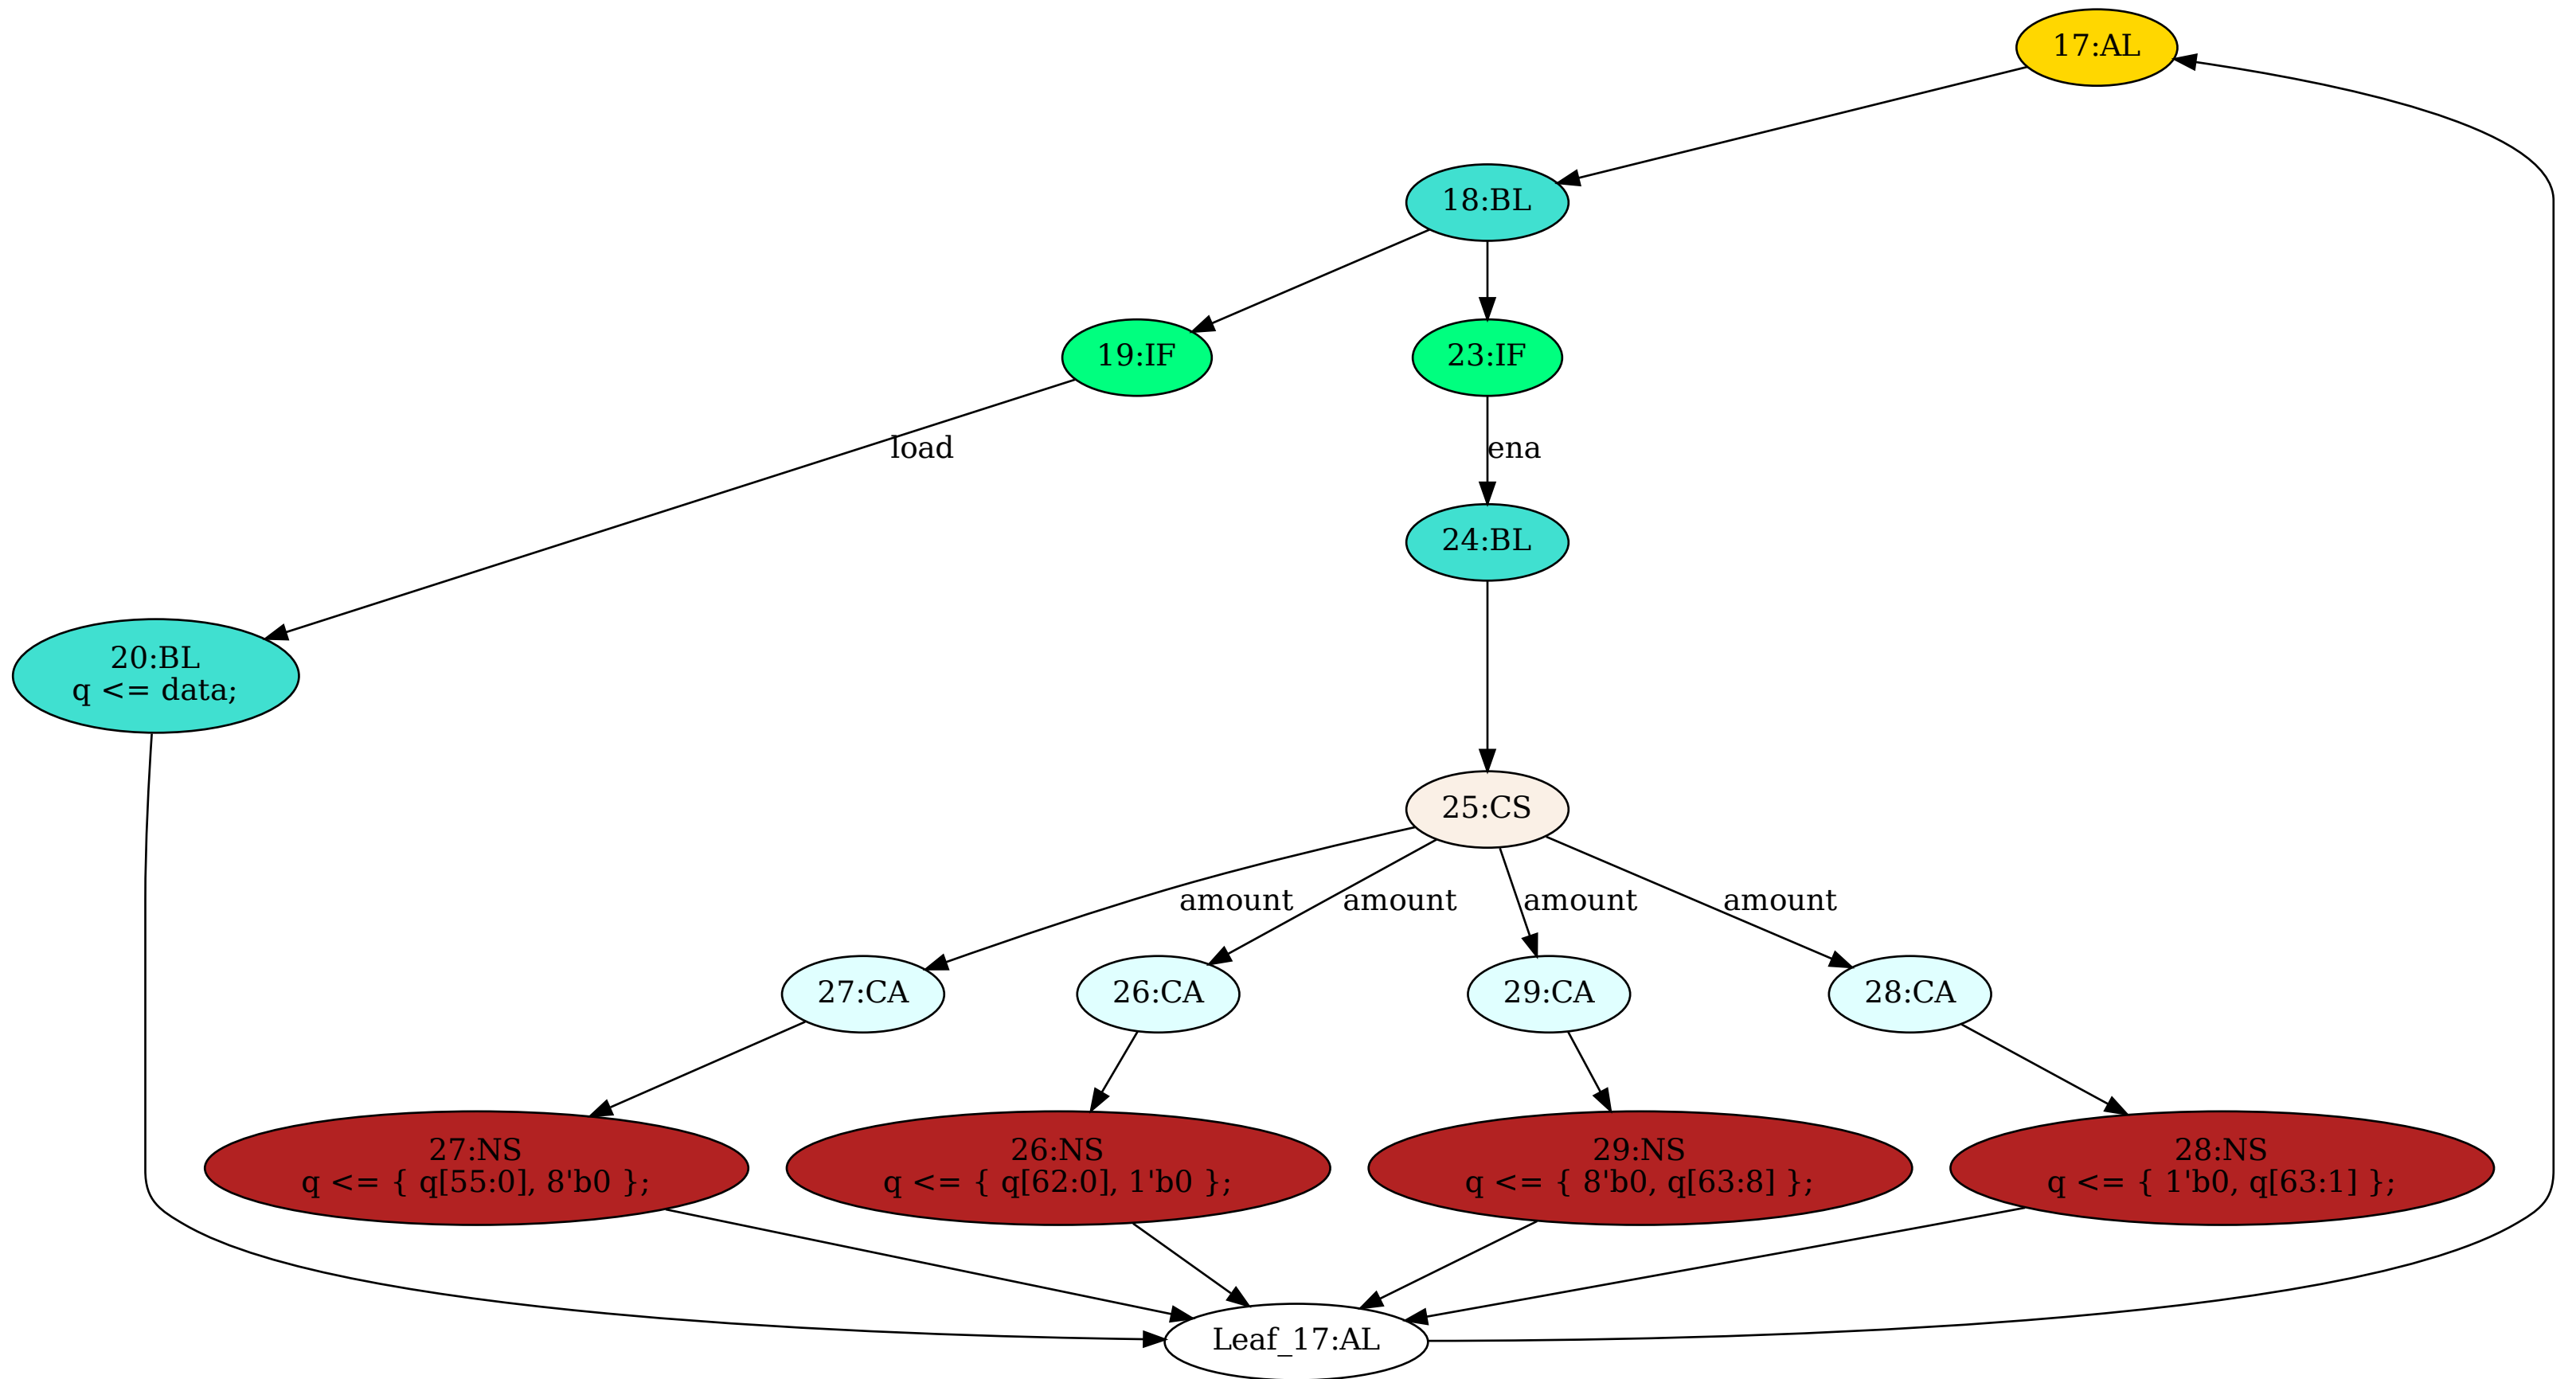 17:AL
18:BL
19:IF
23:IF
load
ena
24:BL
20:BL
q <= data;
25:CS
amount
amount
amount
amount
27:CA
26:CA
29:CA
28:CA
27:NS
q <= { q[55:0], 8'b0 };
26:NS
q <= { q[62:0], 1'b0 };
29:NS
q <= { 8'b0, q[63:8] };
28:NS
q <= { 1'b0, q[63:1] };
Leaf_17:AL